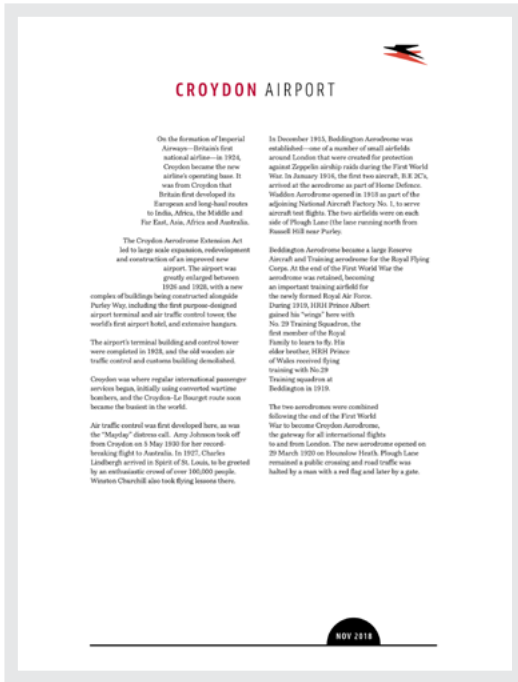 CROYDON AIRPORT
On the formation of Imperial
Airways—Britain's first
national airline—in 1924,
Croydon became the new
airline's operating base. It
was from Croydon that
Britain first developed its
European and long-haul routes
to India, Africa, the Middle and
Far East, Asia, Africa and Australia.
The Croydon Aerodrome Extension Act
led to large scale expansion, redevelopment
and construction of an improved new
airport. The airport was
greatly enlarged between
1926 and 1928, with a new
complex of buildings being constructed alongside
Purley Way, including the first purpose-designed
airport terminal and air traffic control tower, the
world's first airport hotel, and extensive hangars.
The airport's terminal building and control tower
were completed in 1928, and the old wooden air
traffic control and customs building demolished.
Croydon was where regular international passenger
services began, initially using converted wartime
bombers, and the Croydon–Le Bourget route soon
became the busiest in the world.
Air traffic control was first developed here, as was
the "Mayday" distress call. Amy Johnson took off
from Croydon on 5 May 1930 for her record-
breaking flight to Australia. In 1927, Charles
Lindbergh arrived in Spirit of St. Louis, to be greeted
by an enthusiastic crowd of over 100,000 people.
Winston Churchill also took flying lessons there.
In December 1915, Beddington Aerodrome was
established—one of a number of small airfields
around London that were created for protection
against Zeppelin airship raids during the First World
War. In January 1916, the first two aircraft, B.E 2C's,
arrived at the aerodrome as part of Home Defence.
Waddon Aerodrome opened in 1918 as part of the
adjoining National Aircraft Factory No. 1, to serve
aircraft test flights. The two airfields were on each
side of Plough Lane (the lane running north from
Russell Hill near Purley.
Beddington Aerodrome became a large Reserve
Aircraft and Training aerodrome for the Royal Flying
Corps. At the end of the First World War the
aerodrome was retained, becoming
an important training airfield for
the newly formed Royal Air Force.
During 1919, HRH Prince Albert
gained his "wings" here with
No. 29 Training Squadron, the
first member of the Royal
Family to learn to fly. His
elder brother, HRH Prince
of Wales received flying
training with No.29
Training squadron at
Beddington in 1919.
The two aerodromes were combined
following the end of the First World
War to become Croydon Aerodrome,
the gateway for all international flights
to and from London. The new aerodrome opened on
29 March 1920 on Hounslow Heath. Plough Lane
remained a public crossing and road traffic was
halted by a man with a red flag and later by a gate.
NOV 2018